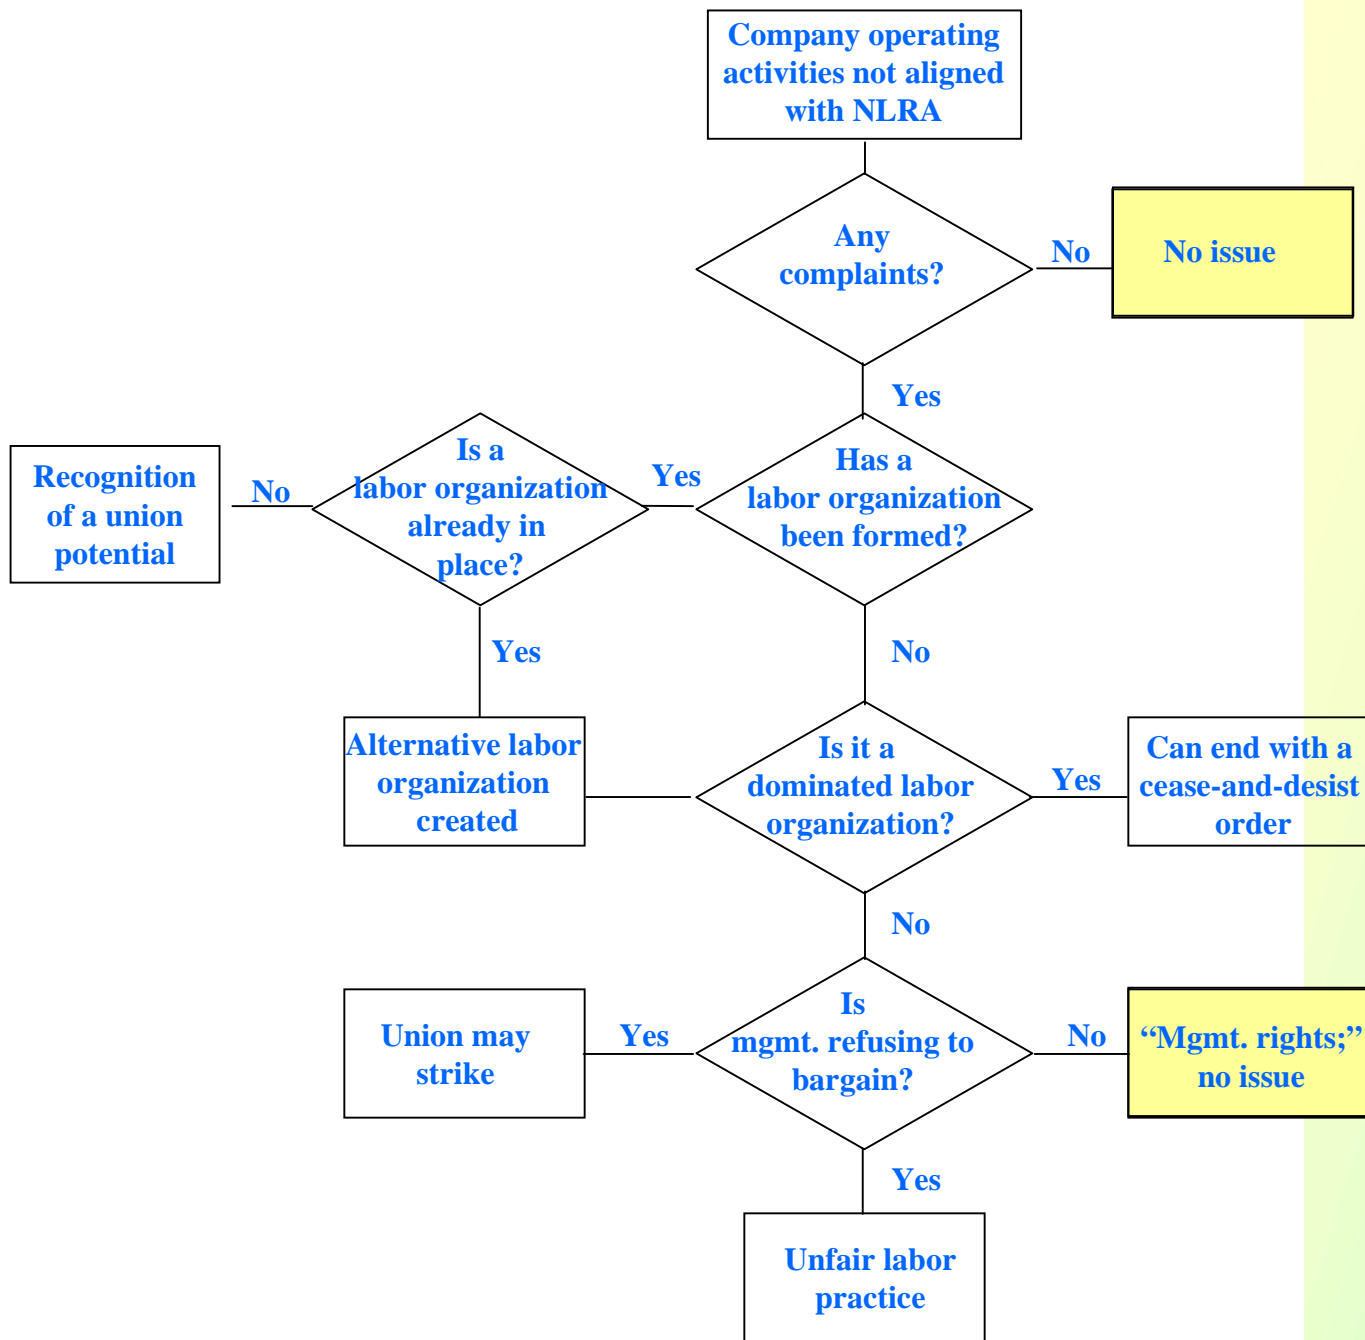 Company operating
activities not aligned
with NLRA
Any
complaints?
No
No issue
Yes
Recognition
of a union
potential
No
Is a
labor organization
already in
place?
Yes
Has a
labor organization
been formed?
Yes
No
Alternative labor
organization
created
Is it a
dominated labor
organization?
Yes
Can end with a
cease-and-desist
order
No
Union may
strike
Yes
Is
mgmt. refusing to
bargain?
No
“Mgmt. rights;”
no issue
Yes
Unfair labor
practice